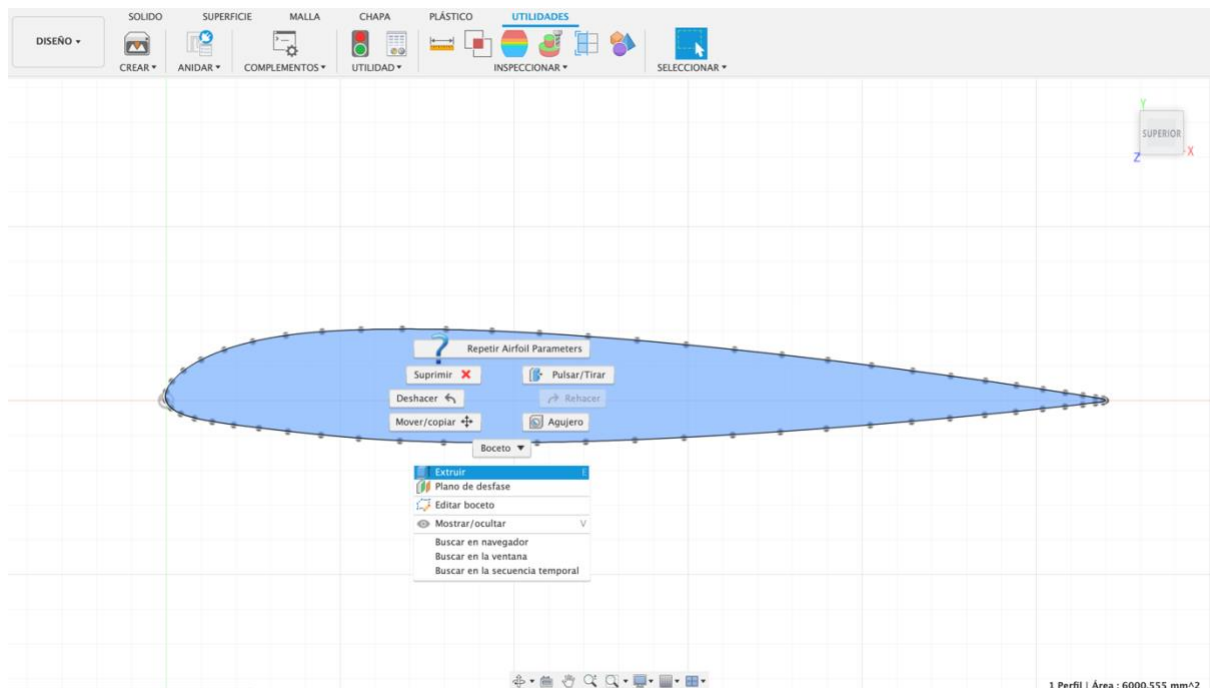 SOLIDO SUPERFICIE MALLA CHAPA PLÁSTICO UTILIDADES
DISEÑO
CREAR ANIDAR COMPLEMENTOS UTILIDAD INSPECCIONAR SELECCIONAR
Y
SUPERIOR
Z X
Repetir Airfoil Parameters
Suprimir Pulsar/Tirar
Deshacer Rehacer
Mover/copiar Agujero
Boceto
Extruir E
Plano de desfase
Editar boceto
Mostrar/ocultar V
Buscar en navegador
Buscar en la ventana
Buscar en la secuencia temporal
1 Perfil | Área : 6000.555 mm^2